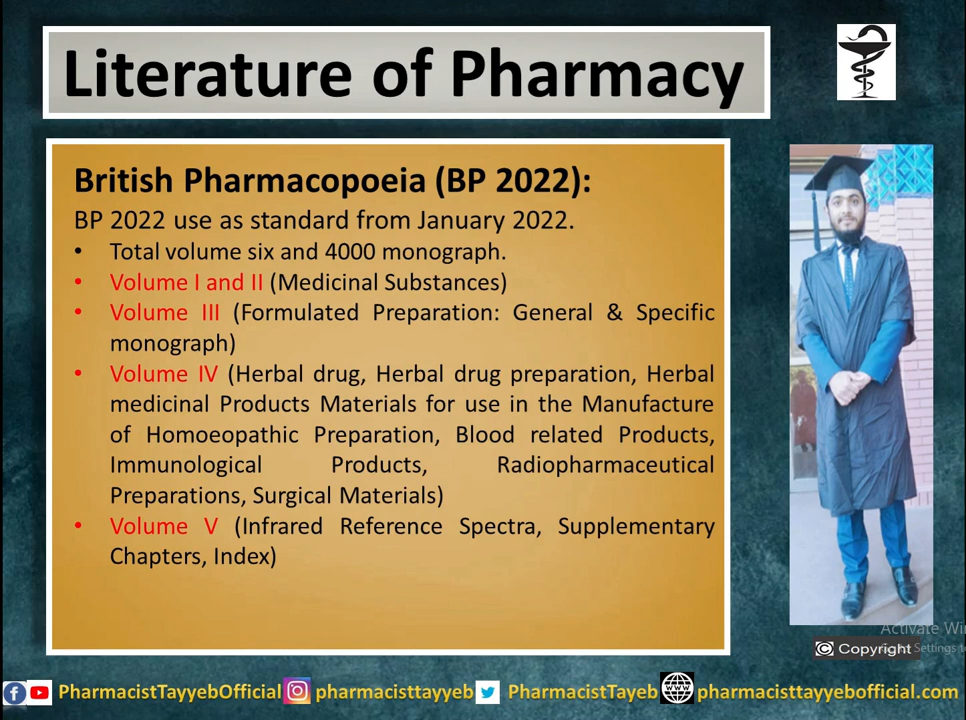 Literature of Pharmacy
British Pharmacopoeia (BP 2022):
BP 2022 use as standard from January 2022.
• Total volume six and 4000 monograph.
• Volume I and II (Medicinal Substances)
• Volume III (Formulated Preparation: General & Specific
monograph)
• Volume IV (Herbal drug, Herbal drug preparation, Herbal
medicinal Products Materials for use in the Manufacture
of Homoeopathic Preparation, Blood related Products,
Immunological Products, Radiopharmaceutical
Preparations, Surgical Materials)
• Volume V (Infrared Reference Spectra, Supplementary
Chapters, Index)
Activate Wi
© Copyright
Settings t
PharmacistTayyebOfficial pharmacisttayyeb PharmacistTayeb pharmacisttayyebofficial.com